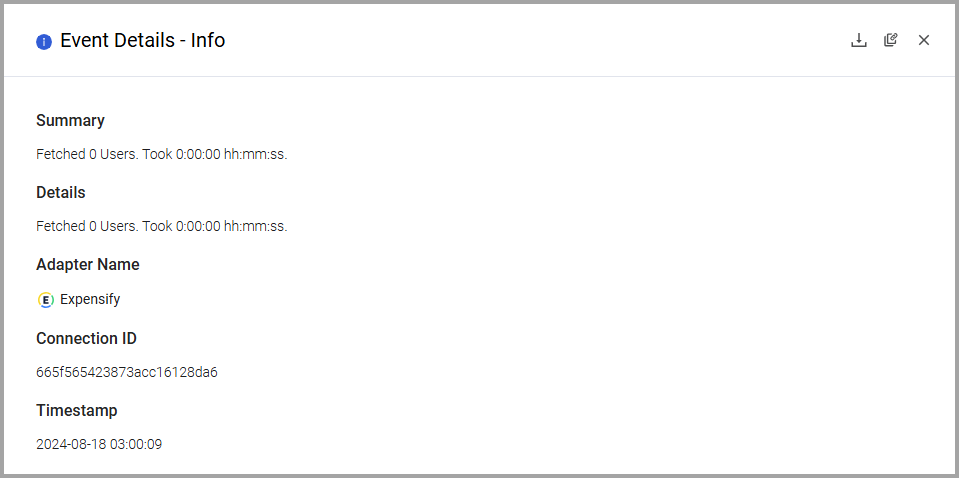 Event Details - Info
Summary
Fetched 0 Users. Took 0:00:00 hh:mm:ss.
Details
Fetched 0 Users. Took 0:00:00 hh:mm:ss.
Adapter Name
E Expensify
Connection ID
665f565423873acc16128da6
Timestamp
2024-08-18 03:00:09